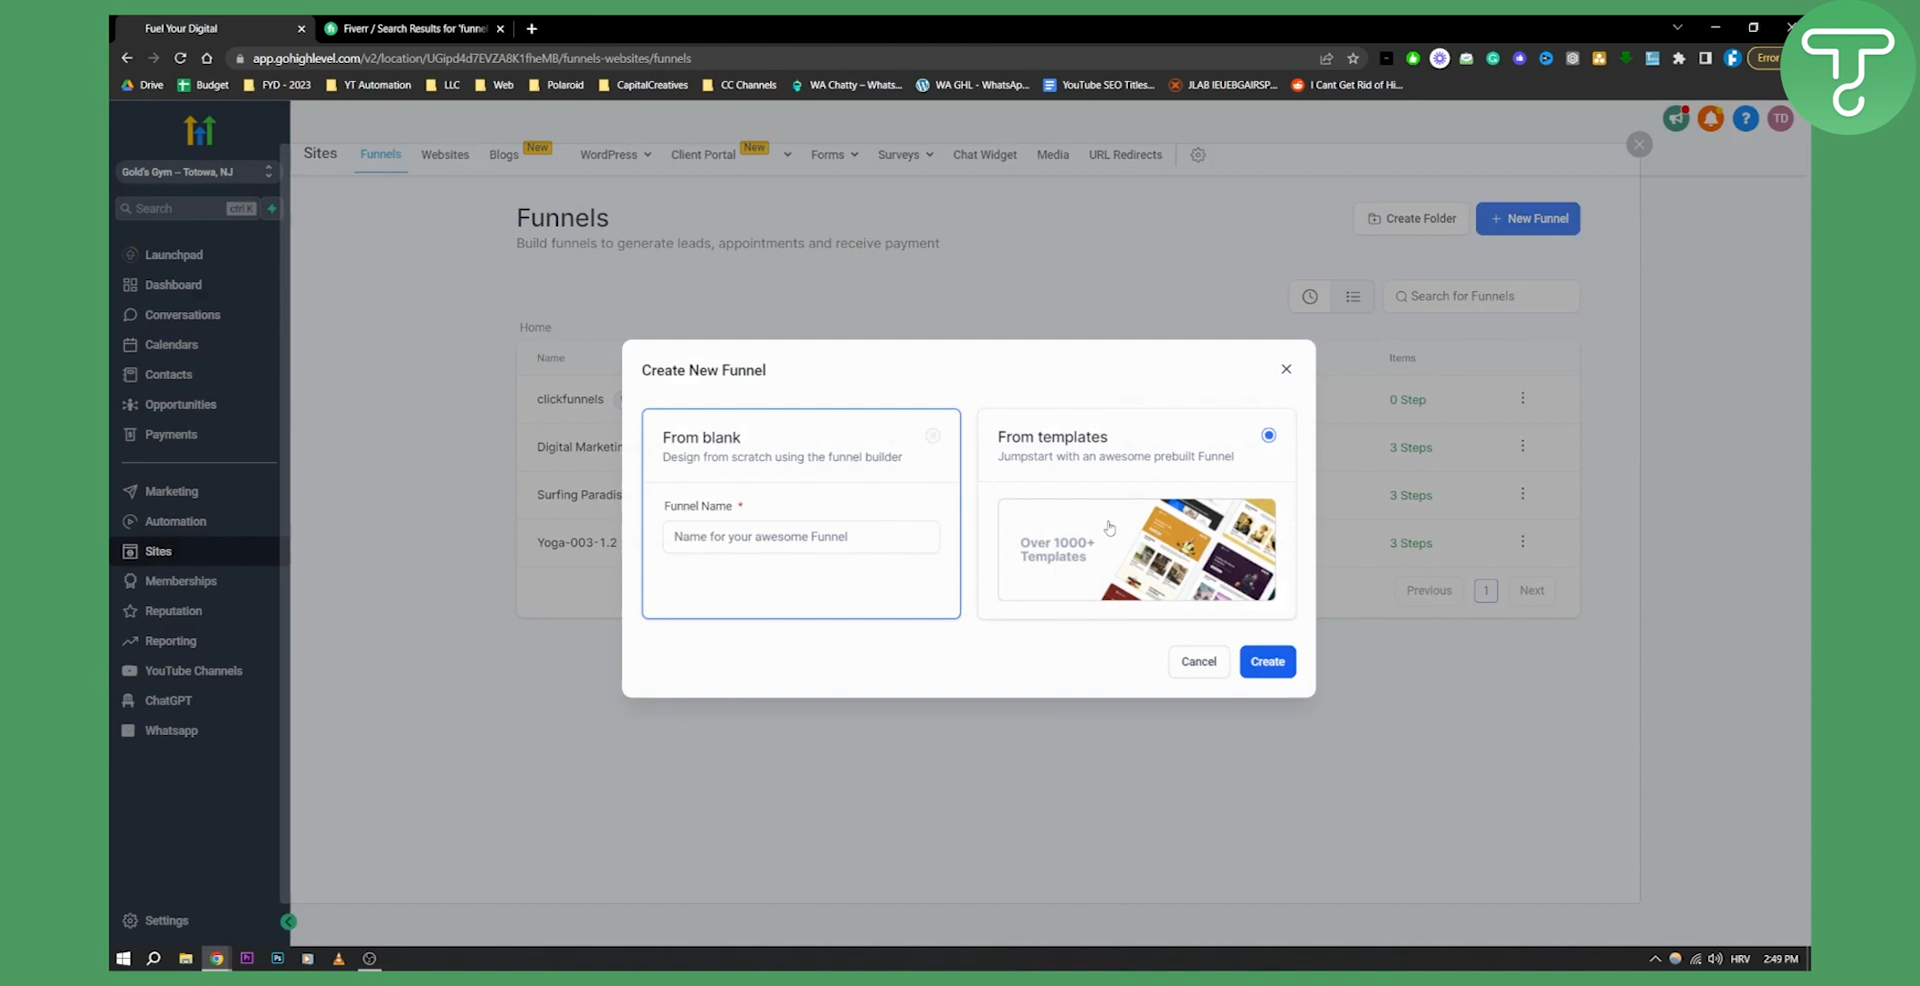 Fuel Your Digital
Fiverr / Search Results for 'funnel
app.gohighlevel.com/v2/location/UGipd4d7EVZA8K1fheMB/funnels-websites/funnels
Error
Drive
Budget
FYD - 2023
YT Automation
LLC
Web
Polaroid
CapitalCreatives
CC Channels
WA Chatty – Whats...
WA GHL - WhatsAp...
YouTube SEO Titles...
JLAB IEUEBGAIRSP...
I Cant Get Rid of Hi...
Sites
Funnels
Websites
Blogs
New
WordPress
Client Portal
New
Forms
Surveys
Chat Widget
Media
URL Redirects
TD
Gold's Gym -- Totowa, NJ
Search
ctrl K
Launchpad
Dashboard
Conversations
Calendars
Contacts
Opportunities
Payments
Marketing
Automation
Sites
Memberships
Reputation
Reporting
YouTube Channels
ChatGPT
Whatsapp
Settings
Funnels
Build funnels to generate leads, appointments and receive payment
Create Folder
+ New Funnel
Search for Funnels
Home
Name
Items
clickfunnels
0 Step
Digital Marketin
3 Steps
Surfing Paradis
3 Steps
Yoga-003-1.2
3 Steps
Previous
1
Next
Create New Funnel
From blank
Design from scratch using the funnel builder
Funnel Name *
Name for your awesome Funnel
From templates
Jumpstart with an awesome prebuilt Funnel
Over 1000+
Templates
Cancel
Create
Pr
Ps
HRV
2:49 PM